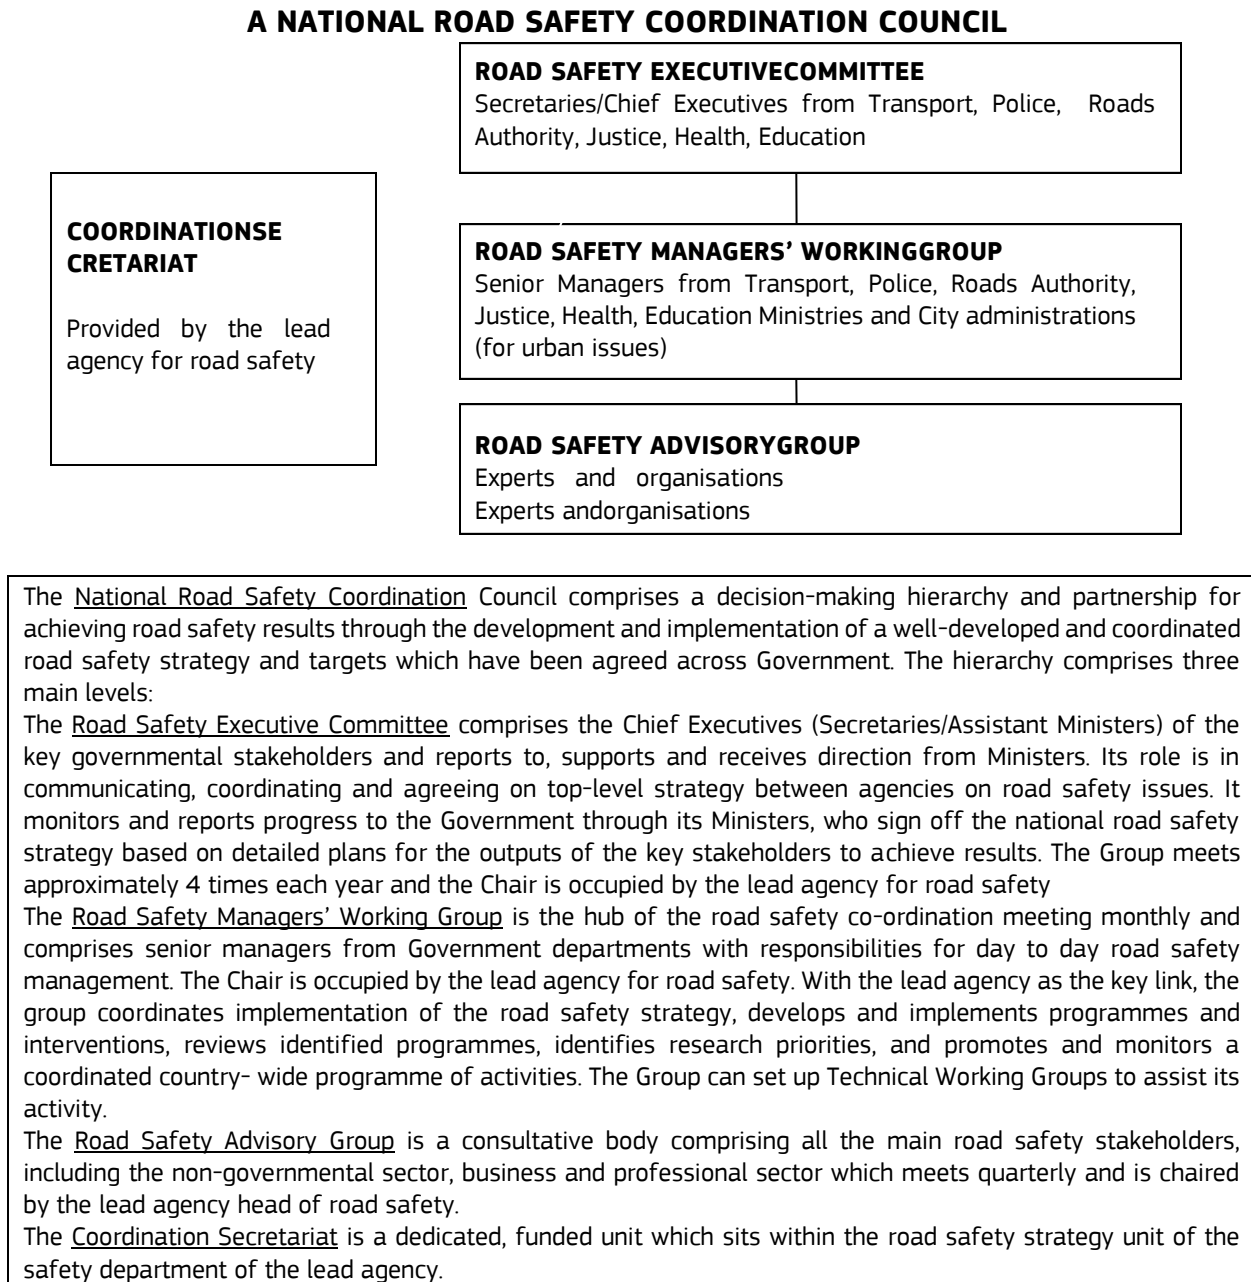 A NATIONAL ROAD SAFETY COORDINATION COUNCIL
ROAD SAFETY EXECUTIVECOMMITTEE
Secretaries/Chief Executives from Transport, Police, Roads
Authority, Justice, Health, Education
COORDINATIONSE
CRETARIAT
Provided by the lead
agency for road safety
ROAD SAFETY MANAGERS’ WORKINGGROUP
Senior Managers from Transport, Police, Roads Authority,
Justice, Health, Education Ministries and City administrations
(for urban issues)
ROAD SAFETY ADVISORYGROUP
Experts and organisations
Experts andorganisations
The National Road Safety Coordination Council comprises a decision-making hierarchy and partnership for
achieving road safety results through the development and implementation of a well-developed and coordinated
road safety strategy and targets which have been agreed across Government. The hierarchy comprises three
main levels:
The Road Safety Executive Committee comprises the Chief Executives (Secretaries/Assistant Ministers) of the
key governmental stakeholders and reports to, supports and receives direction from Ministers. Its role is in
communicating, coordinating and agreeing on top-level strategy between agencies on road safety issues. It
monitors and reports progress to the Government through its Ministers, who sign off the national road safety
strategy based on detailed plans for the outputs of the key stakeholders to achieve results. The Group meets
approximately 4 times each year and the Chair is occupied by the lead agency for road safety
The Road Safety Managers’ Working Group is the hub of the road safety co-ordination meeting monthly and
comprises senior managers from Government departments with responsibilities for day to day road safety
management. The Chair is occupied by the lead agency for road safety. With the lead agency as the key link, the
group coordinates implementation of the road safety strategy, develops and implements programmes and
interventions, reviews identified programmes, identifies research priorities, and promotes and monitors a
coordinated country- wide programme of activities. The Group can set up Technical Working Groups to assist its
activity.
The Road Safety Advisory Group is a consultative body comprising all the main road safety stakeholders,
including the non-governmental sector, business and professional sector which meets quarterly and is chaired
by the lead agency head of road safety.
The Coordination Secretariat is a dedicated, funded unit which sits within the road safety strategy unit of the
safety department of the lead agency.